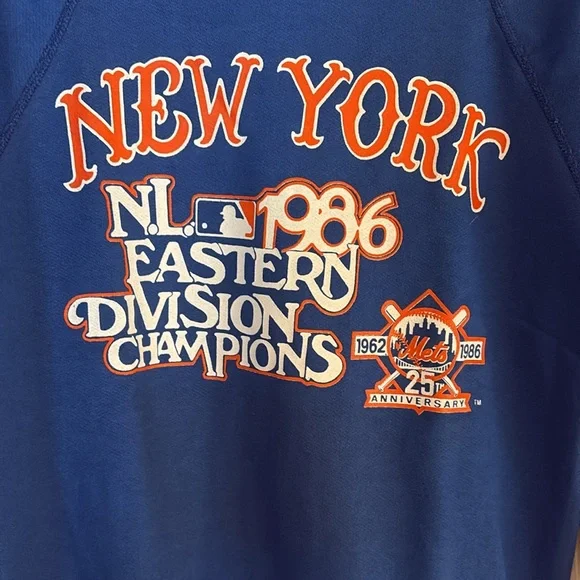 NEW YORK
N.L. 1986
EASTERN
DIVISION
CHAMPIONS
1962 Mets 1986
25TH
ANNIVERSARY TM